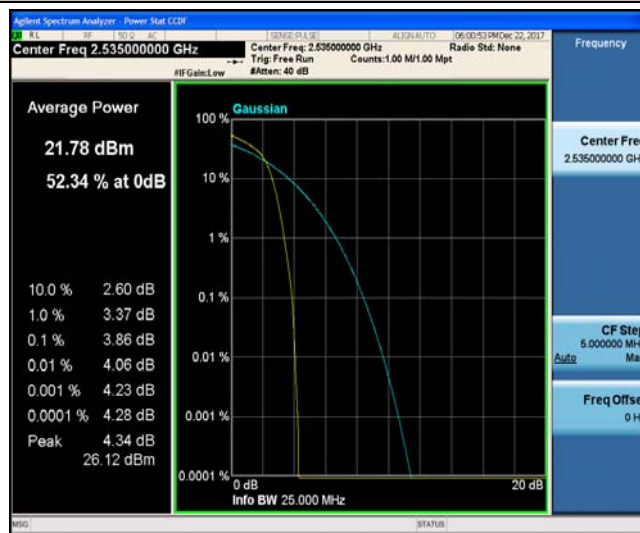 Agilent Spectrum Analyzer - Power Stat CCDF
RL RF 50 Ω AC SENSE:PULSE ALIGN AUTO 06:00:53 PM Dec 22, 2017
Center Freq 2.535000000 GHz
Center Freq: 2.535000000 GHz Radio Std: None
Trig: Free Run Counts:1.00 M/1.00 Mpt
#IFGain:Low #Atten: 40 dB
Frequency
Average Power
21.78 dBm
52.34 % at 0dB
10.0 % 2.60 dB
1.0 % 3.37 dB
0.1 % 3.86 dB
0.01 % 4.06 dB
0.001 % 4.23 dB
0.0001 % 4.28 dB
Peak 4.34 dB
26.12 dBm
Gaussian
100 %
10 %
1 %
0.1 %
0.01 %
0.001 %
0.0001 %
0 dB 20 dB
Info BW 25.000 MHz
Center Fre
2.535000000 GH
CF Step
5.000000 MH
Auto Ma
Freq Offse
0 H
MSG STATUS